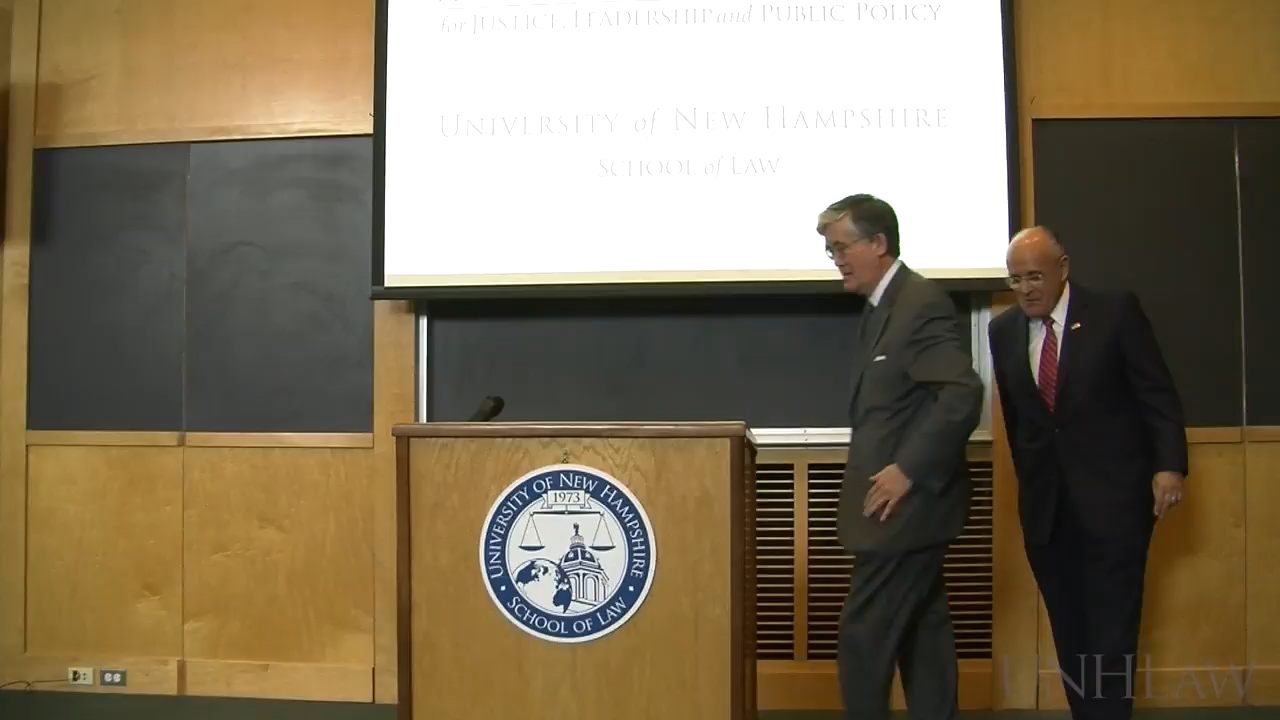 for JUSTICE, LEADERSHIP and PUBLIC POLICY
UNIVERSITY of NEW HAMPSHIRE
SCHOOL of LAW
UNIVERSITY OF NEW HAMPSHIRE
1973
SCHOOL OF LAW
UNHLAW